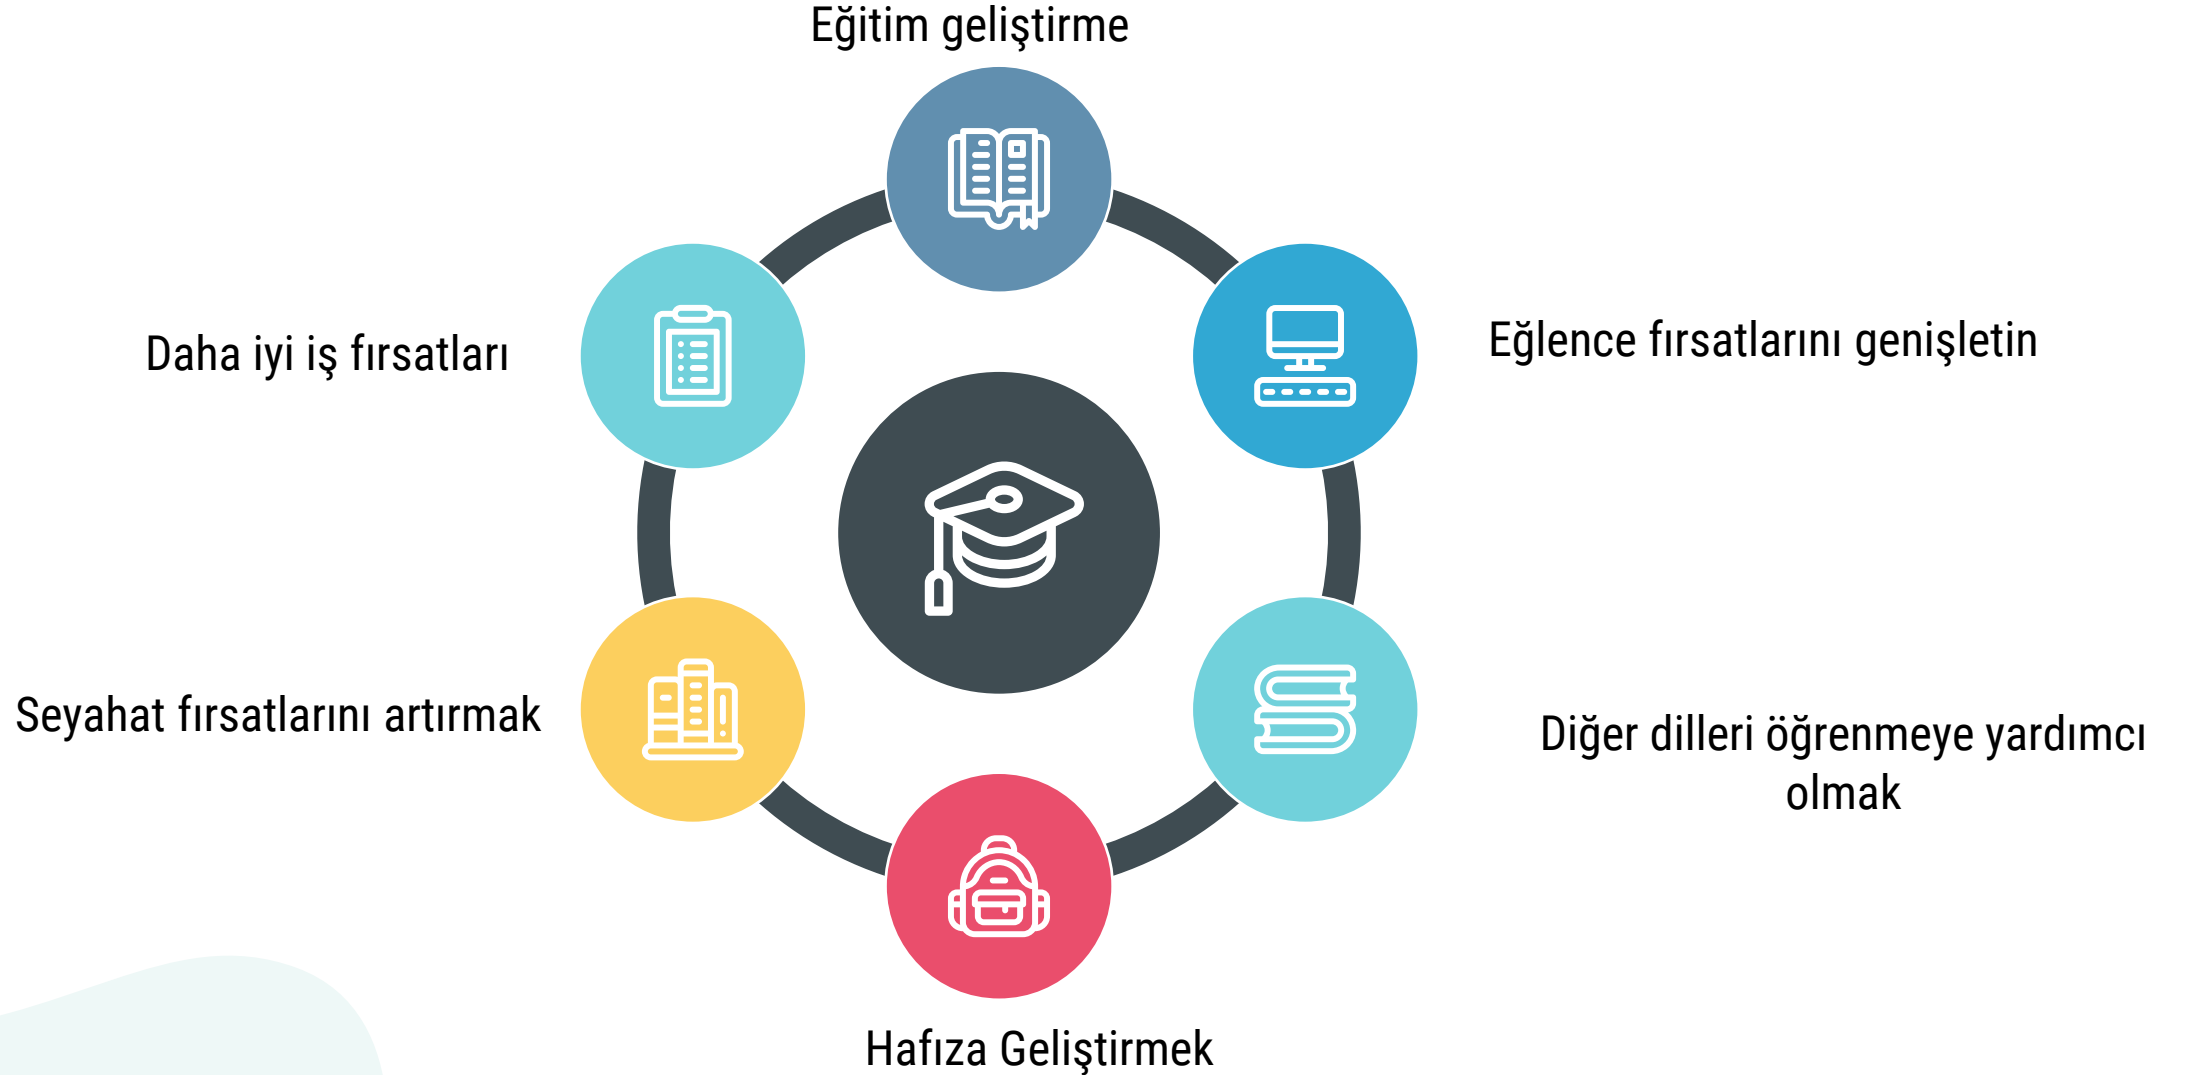 Eğitim geliştirme
Eğlence fırsatlarını genişletin
Daha iyi iş fırsatları
Seyahat fırsatlarını artırmak
Diğer dilleri öğrenmeye yardımcı
olmak
Hafıza Geliştirmek